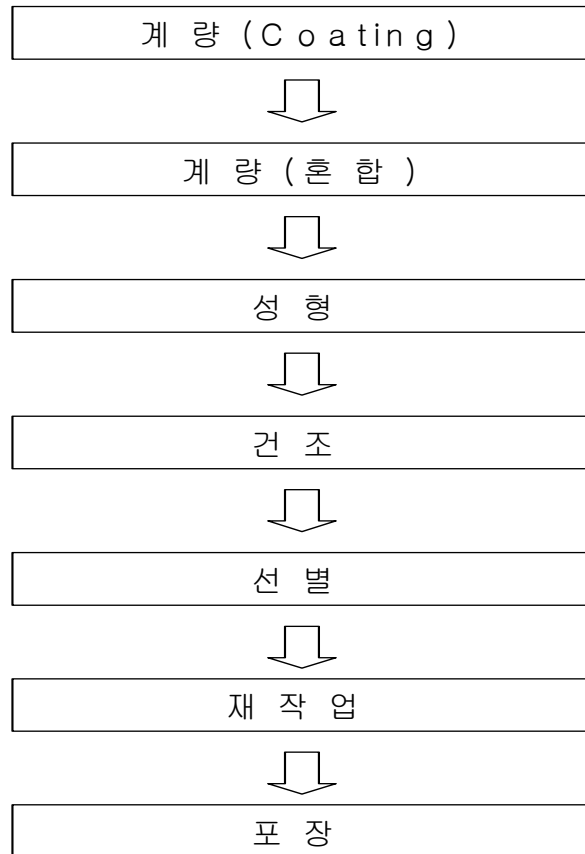 계 량 (Coating)
계 량 (혼 합 )
성 형
건 조
선 별
재 작 업
포 장